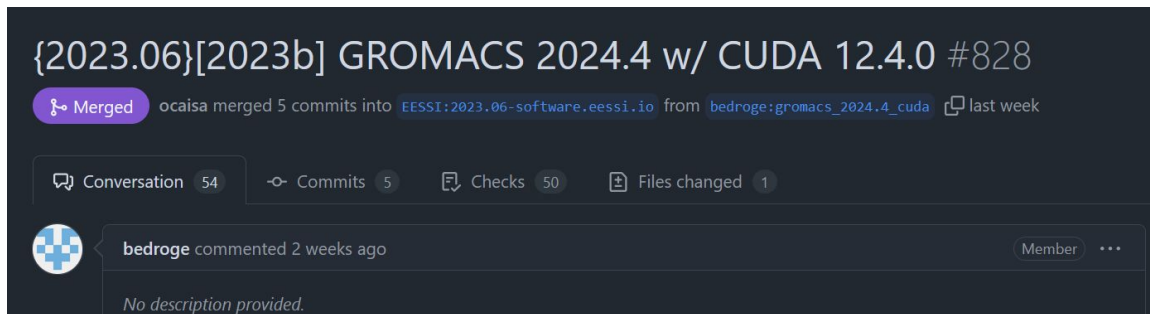 {2023.06}[2023b] GROMACS 2024.4 w/ CUDA 12.4.0 #828
Merged ocaisa merged 5 commits into EESSI:2023.06-software.eessi.io from bedroge:gromacs_2024.4_cuda last week
Conversation 54 Commits 5 Checks 50 Files changed 1
bedroge commented 2 weeks ago Member ...
No description provided.